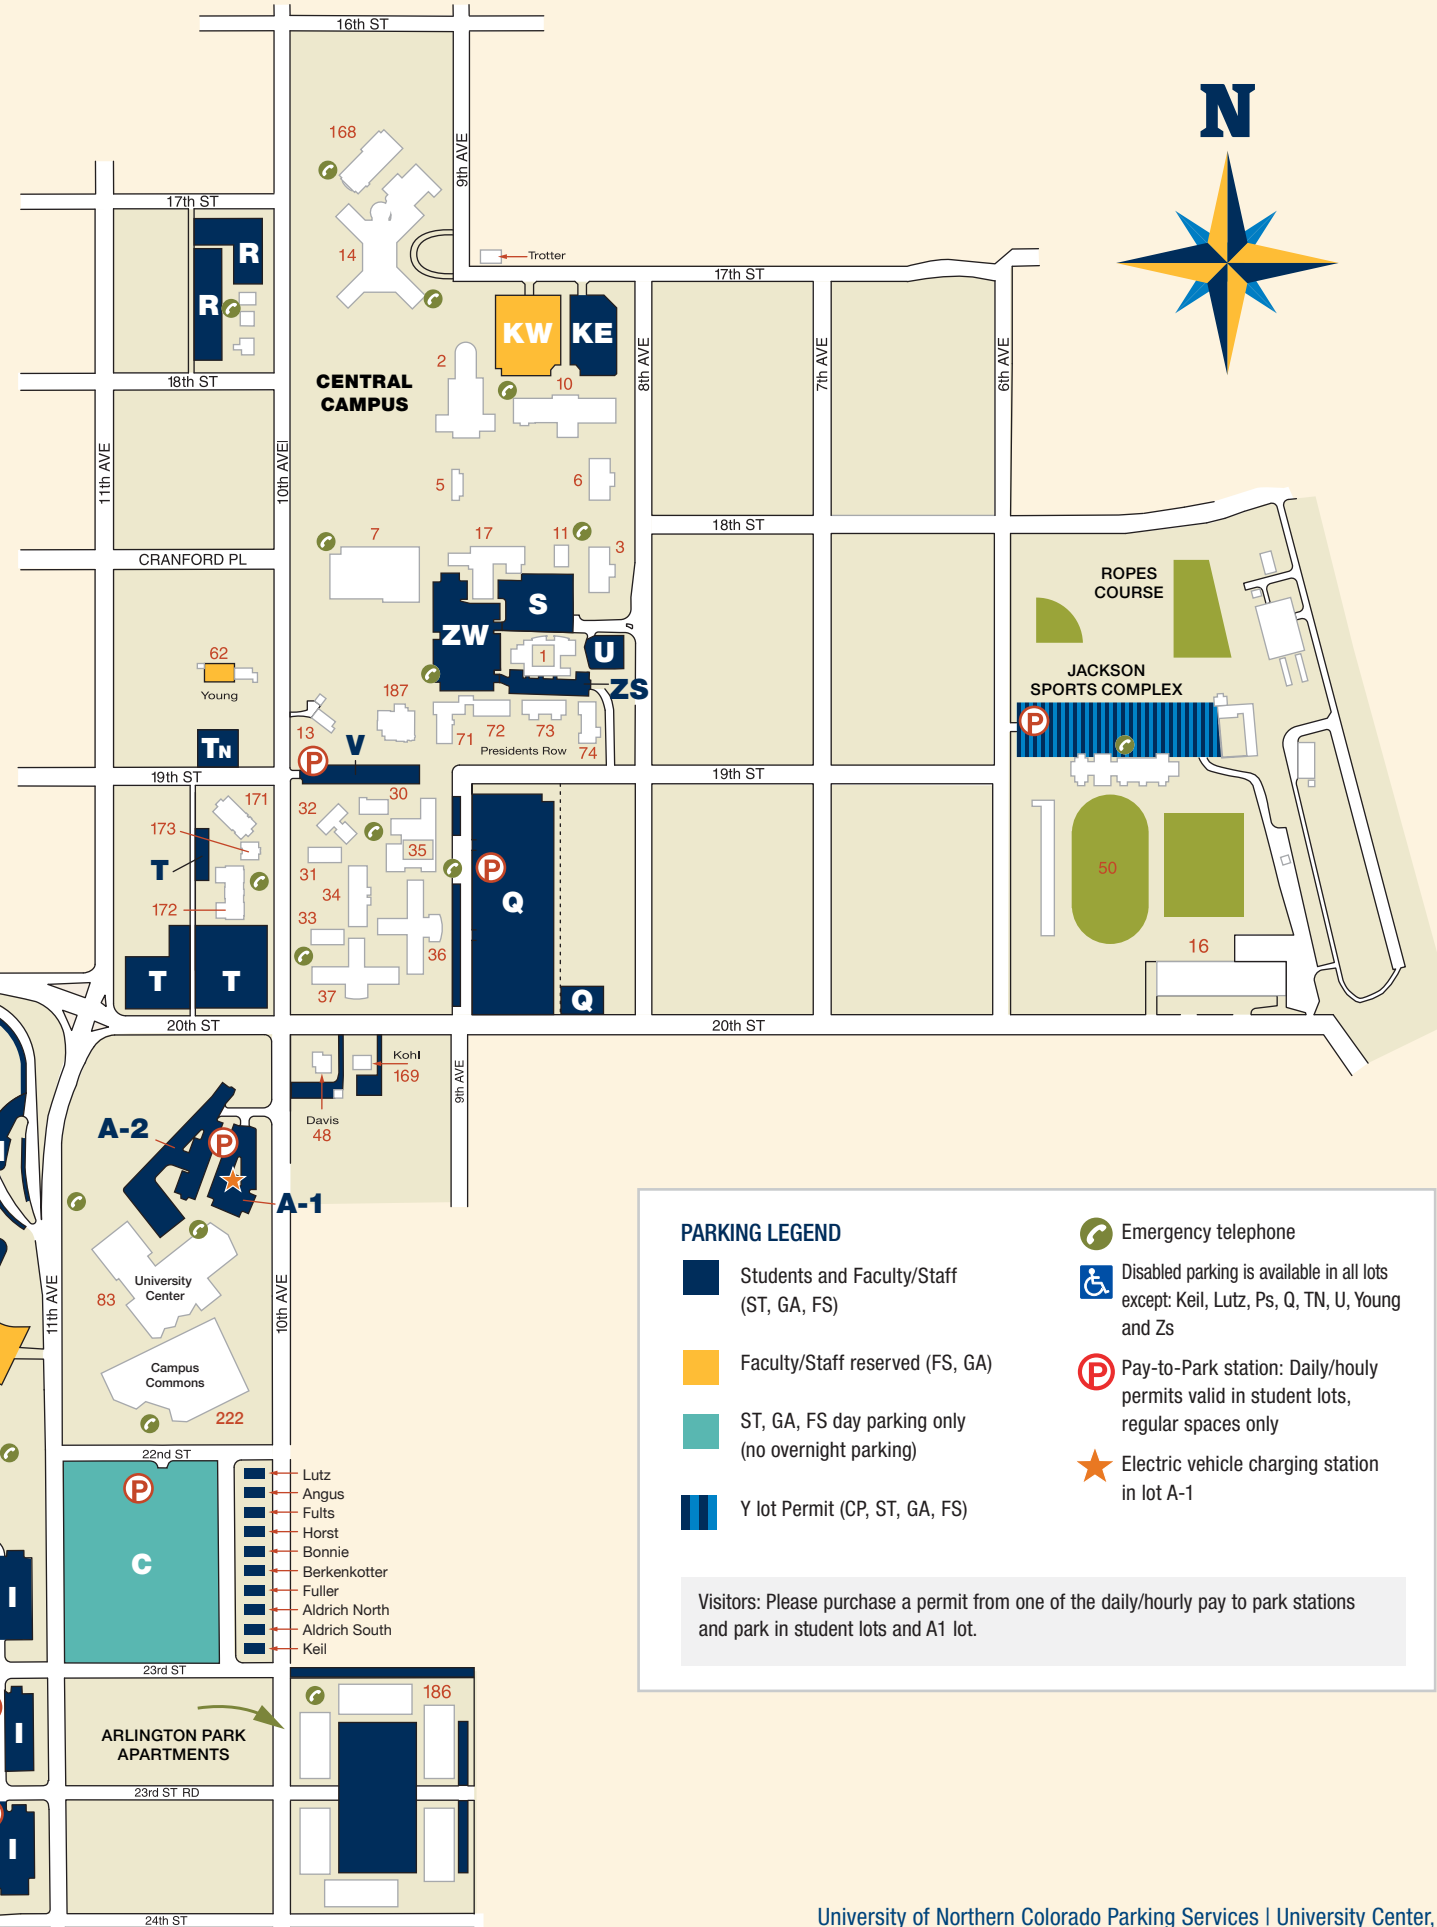 16th ST
N
168
9th AVE
17th ST
R
14
Trotter
17th ST
R
KW
KE
8th AVE
7th AVE
6th AVE
2
18th ST
CENTRAL
CAMPUS
10
11th AVE
10th AVE
5
6
18th ST
7
17
11
3
CRANFORD PL
ROPES
COURSE
S
ZW
62
1
U
JACKSON
SPORTS COMPLEX
Young
187
ZS
P
13
71
72
73
74
Presidents Row
TN
V
P
19th ST
19th ST
171
32
30
173
T
31
35
P
50
34
Q
172
33
36
16
T
T
37
Q
20th ST
20th ST
Kohl
169
9th AVE
Davis
48
A-2
P
A-1
11th AVE
10th AVE
University
Center
83
Campus
Commons
222
PARKING LEGEND
Students and Faculty/Staff
(ST, GA, FS)
Faculty/Staff reserved (FS, GA)
ST, GA, FS day parking only
(no overnight parking)
Y lot Permit (CP, ST, GA, FS)
Emergency telephone
Disabled parking is available in all lots
except: Keil, Lutz, Ps, Q, TN, U, Young
and Zs
P
Pay-to-Park station: Daily/houly
permits valid in student lots,
regular spaces only
Electric vehicle charging station
in lot A-1
Visitors: Please purchase a permit from one of the daily/hourly pay to park stations
and park in student lots and A1 lot.
22nd ST
P
C
Lutz
Angus
Fults
Horst
Bonnie
Berkenkotter
Fuller
Aldrich North
Aldrich South
Keil
I
23rd ST
I
186
ARLINGTON PARK
APARTMENTS
23rd ST RD
I
24th ST
University of Northern Colorado Parking Services | University Center,